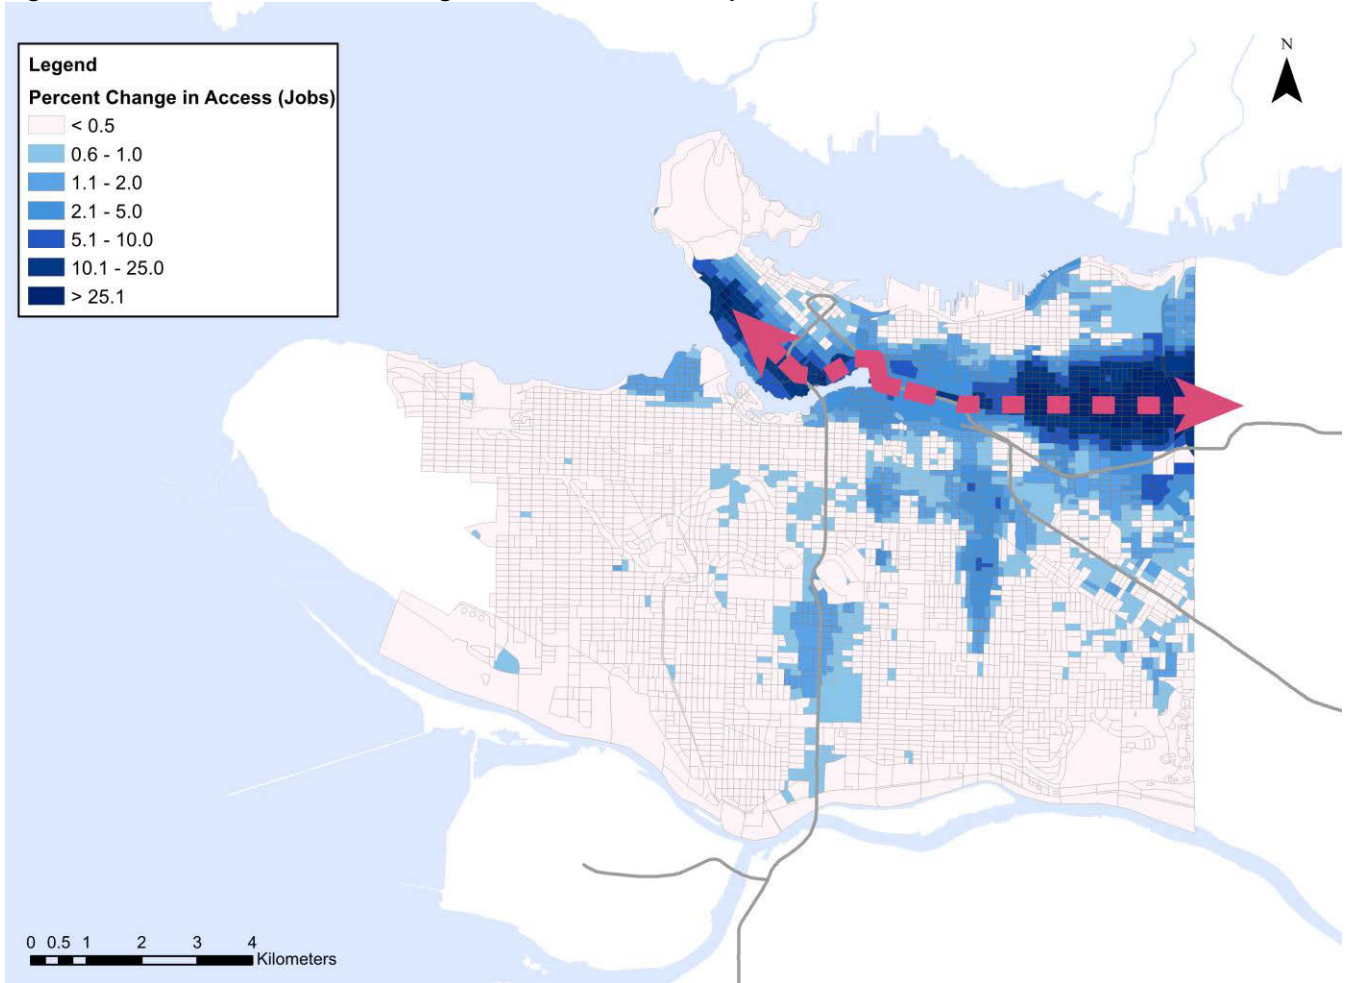 Legend
Percent Change in Access (Jobs)
< 0.5
0.6 - 1.0
1.1 - 2.0
2.1 - 5.0
5.1 - 10.0
10.1 - 25.0
> 25.1
N
0 0.5 1 2 3 4
Kilometers